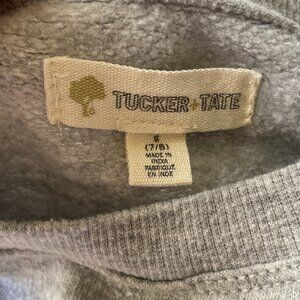 TUCKER+TATE
S
(7/8)
MADE IN
INDIA
FABRIQUÉ
EN INDE